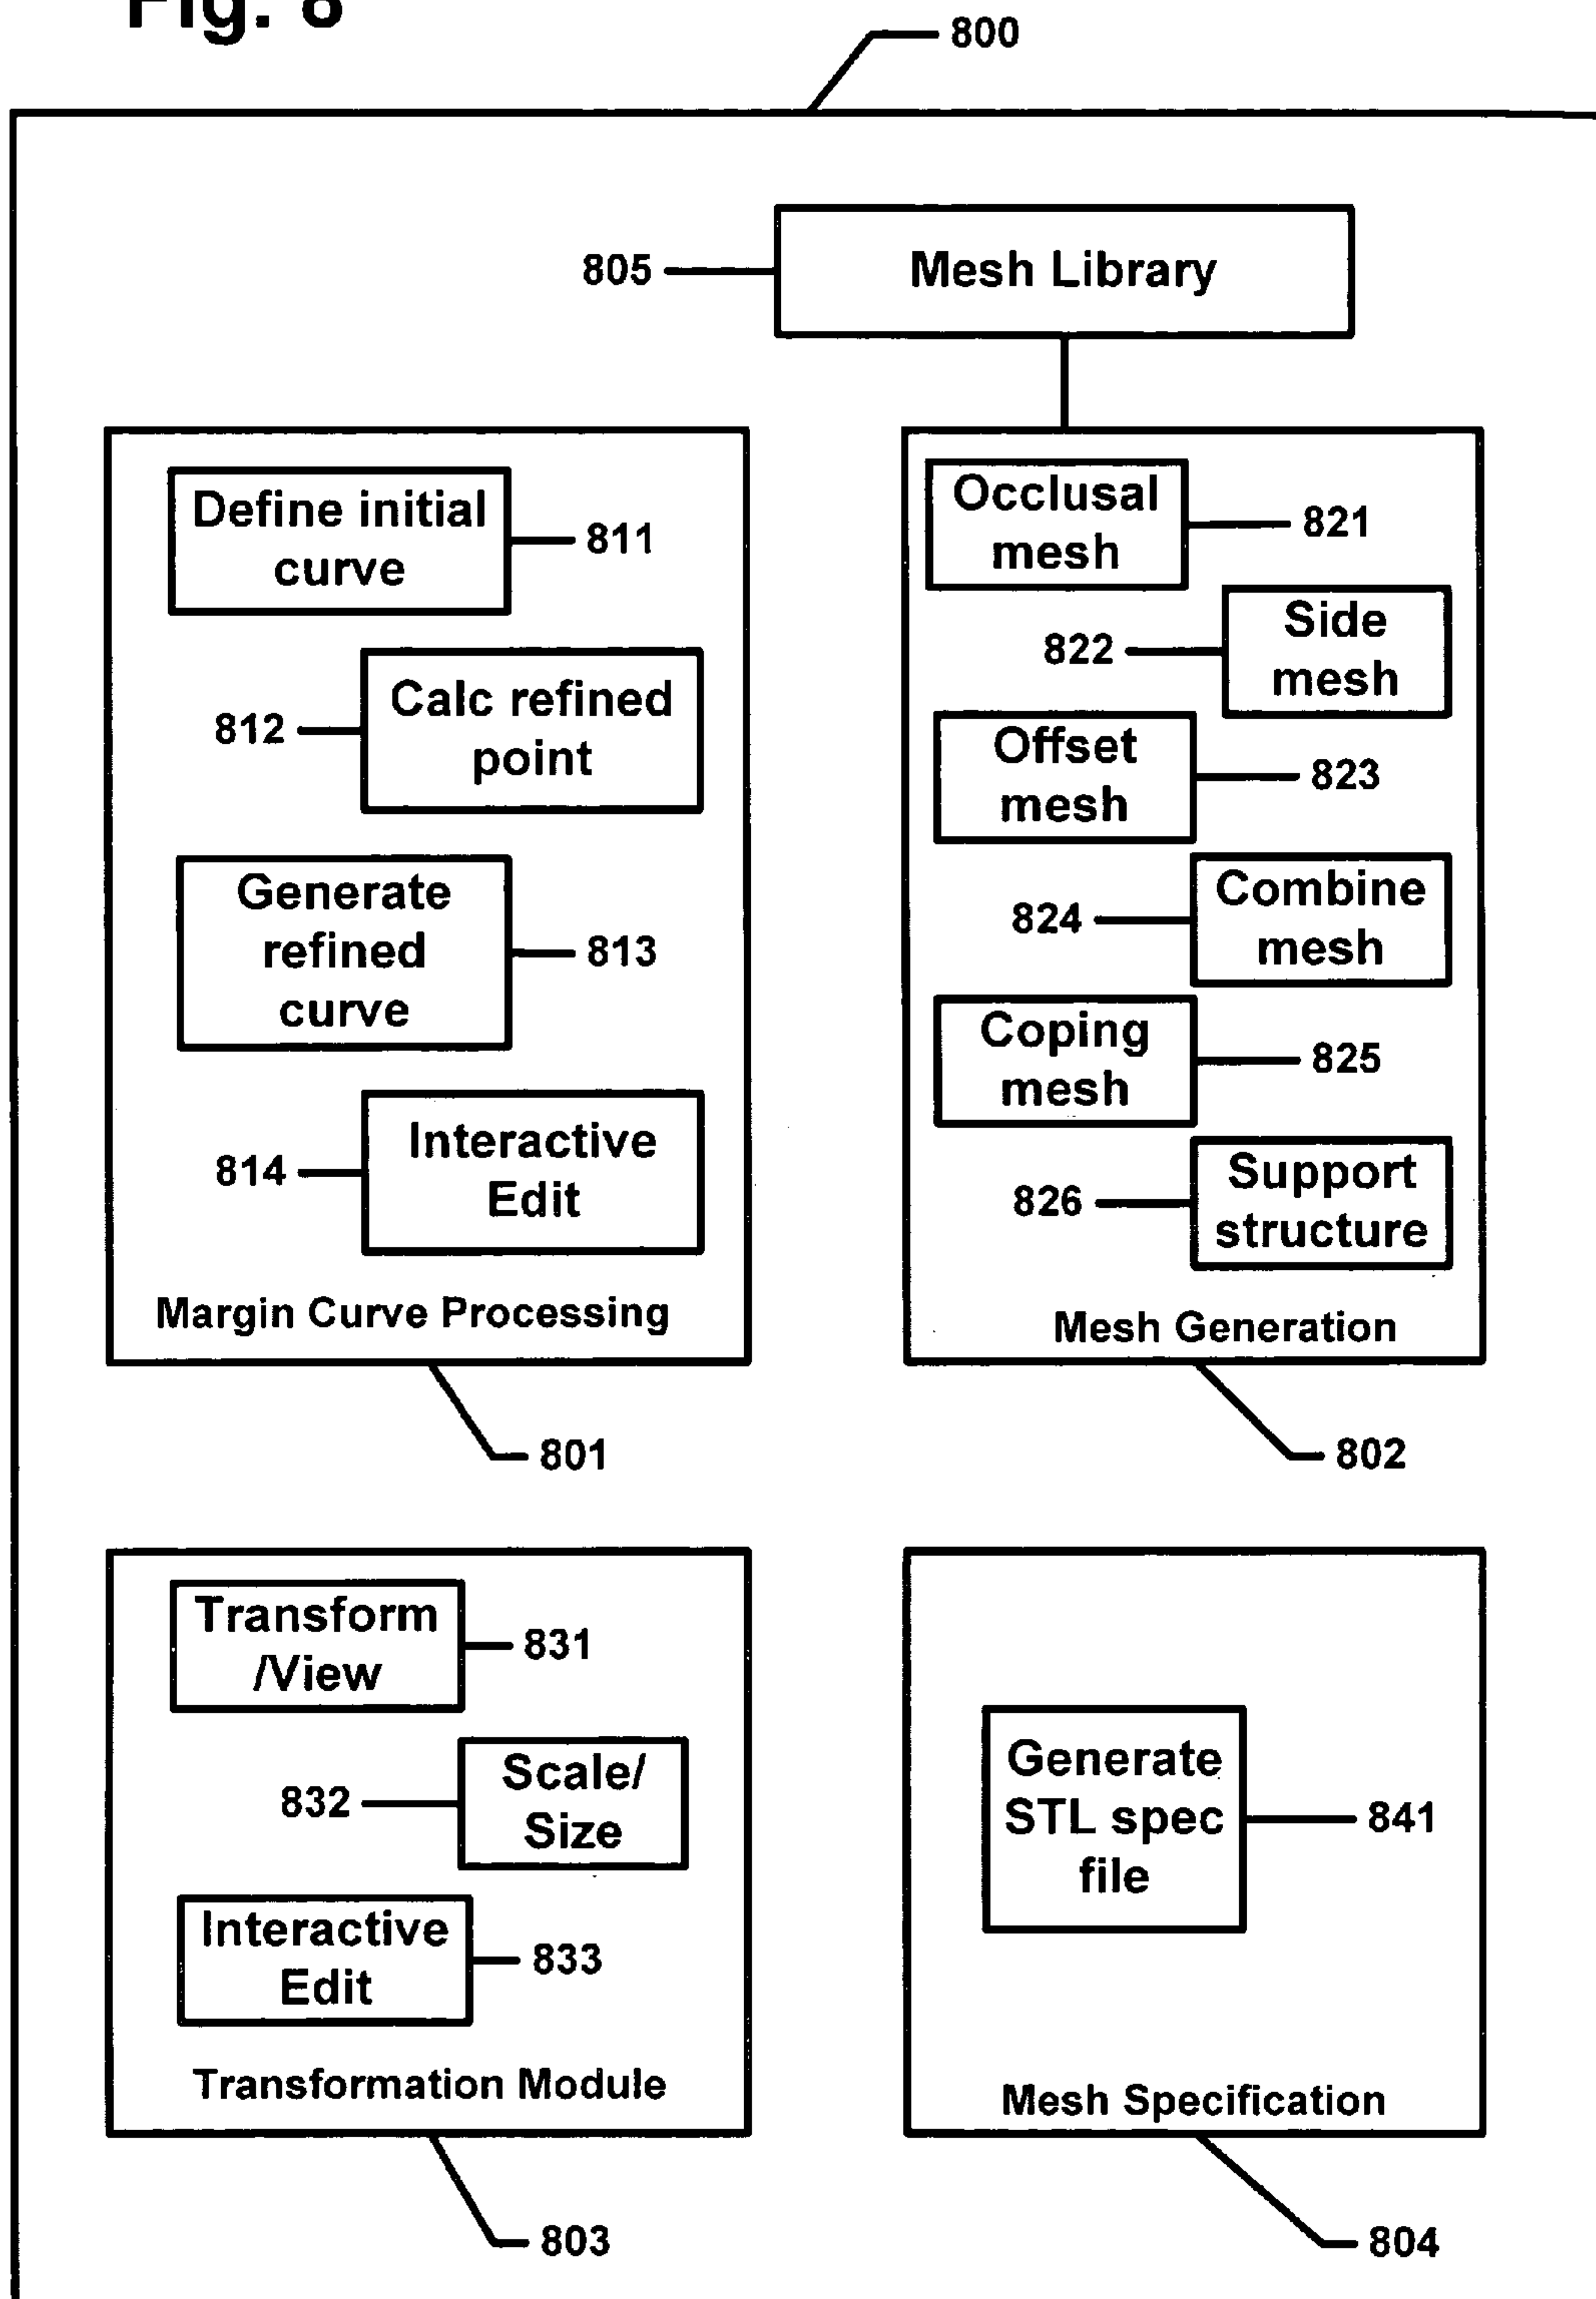 Fig. 8
800
805
Mesh Library
Define initial
curve
811
812
Calc refined
point
Generate
refined
curve
813
814
Interactive
Edit
Margin Curve Processing
801
Occlusal
mesh
821
822
Side
mesh
Offset
mesh
823
824
Combine
mesh
Coping
mesh
825
826
Support
structure
Mesh Generation
802
Transform
/View
831
832
Scale/
Size
Interactive
Edit
833
Transformation Module
803
Generate
STL spec
file
841
Mesh Specification
804